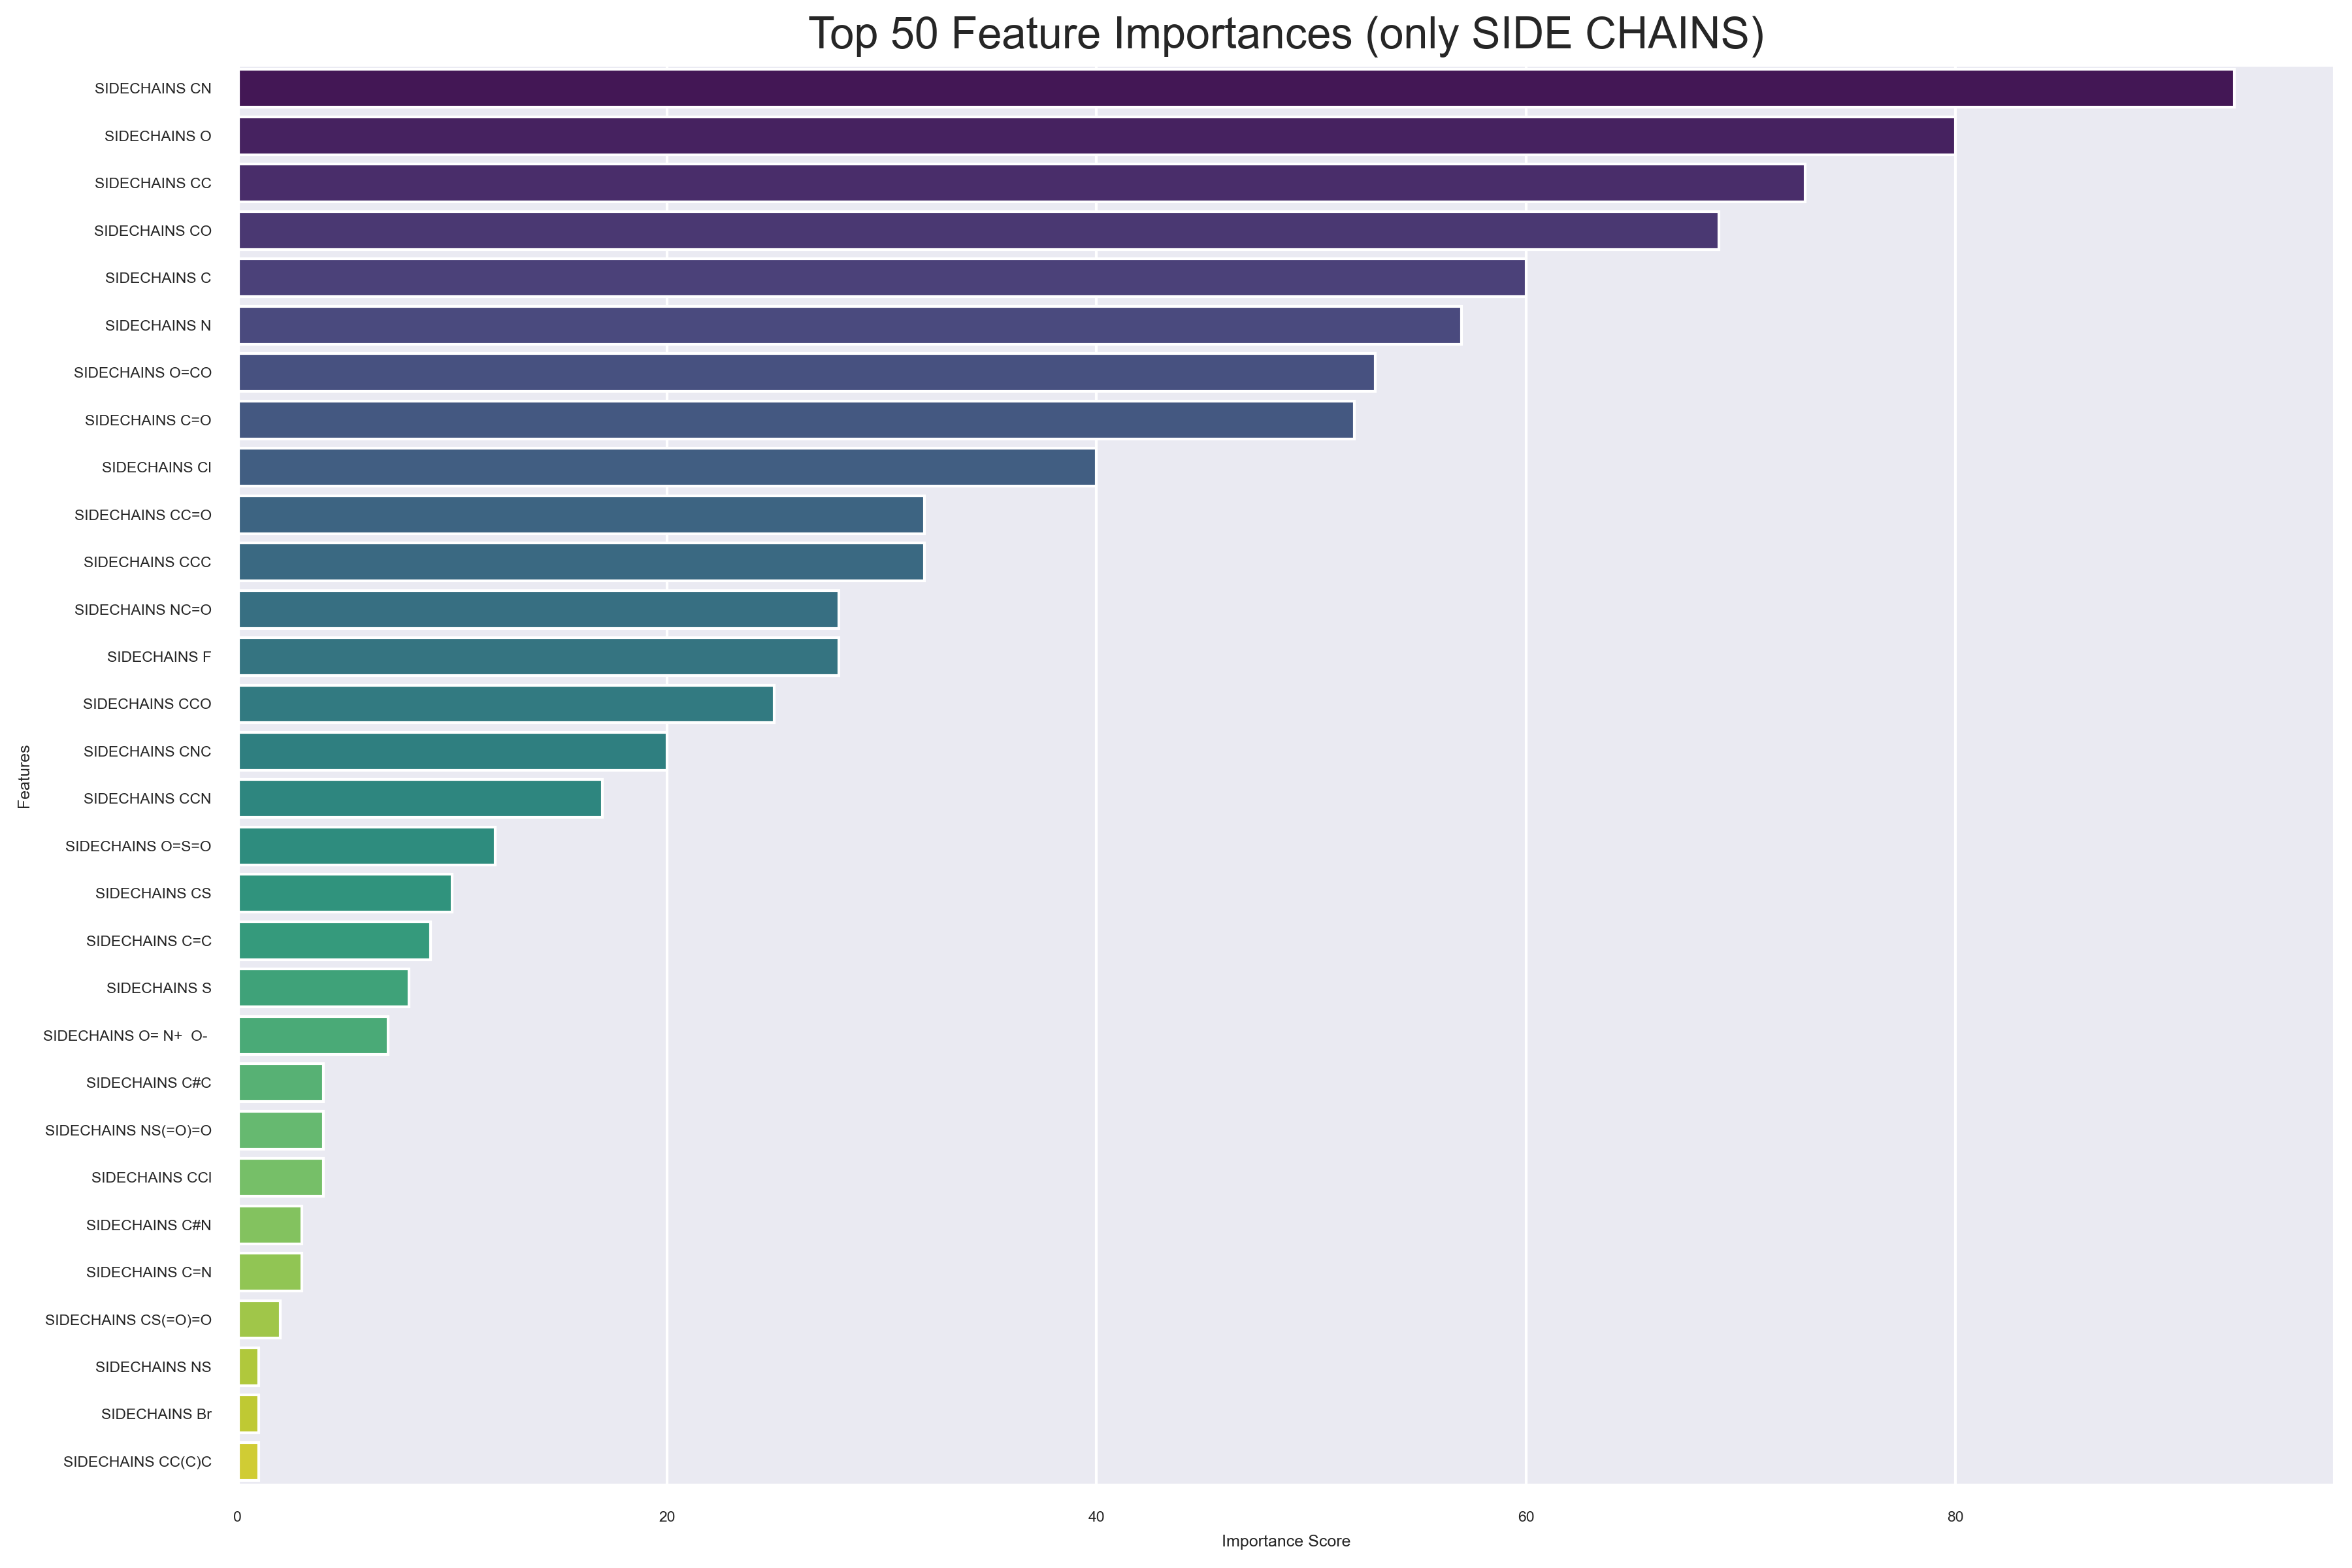 Top 50 Feature Importances (only SIDE CHAINS)
SIDECHAINS CN
SIDECHAINS O
SIDECHAINS CC
SIDECHAINS CO
SIDECHAINS C
SIDECHAINS N
SIDECHAINS O=CO
SIDECHAINS C=O
SIDECHAINS Cl
SIDECHAINS CC=O
SIDECHAINS CCC
SIDECHAINS NC=O
SIDECHAINS F
SIDECHAINS CCO
SIDECHAINS CNC
SIDECHAINS CCN
SIDECHAINS O=S=O
SIDECHAINS CS
SIDECHAINS C=C
SIDECHAINS S
SIDECHAINS O= N+  O-
SIDECHAINS C#C
SIDECHAINS NS(=O)=O
SIDECHAINS CCl
SIDECHAINS C#N
SIDECHAINS C=N
SIDECHAINS CS(=O)=O
SIDECHAINS NS
SIDECHAINS Br
SIDECHAINS CC(C)C
Features
0 20 40 60 80
Importance Score